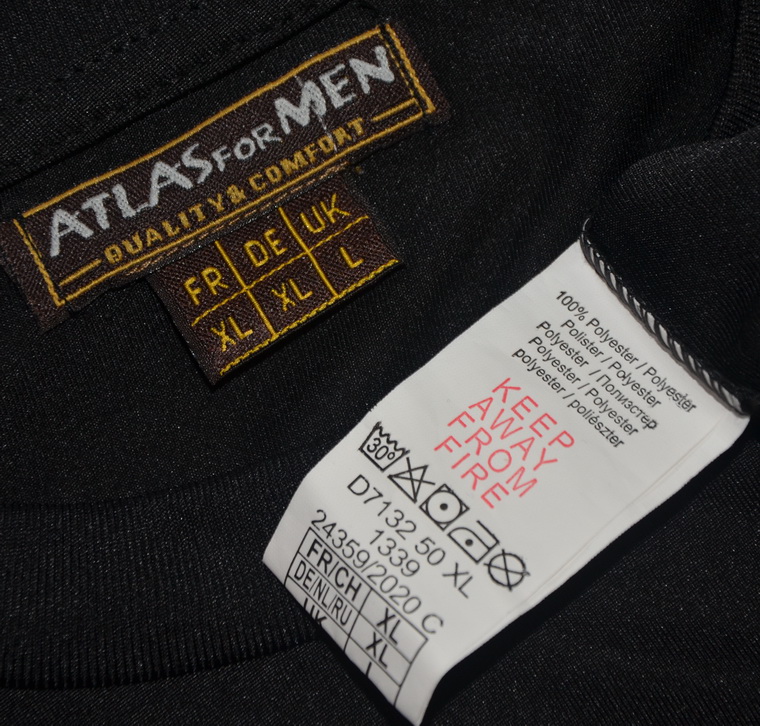 ATLAS FOR MEN
QUALITY & COMFORT
FR DE UK
XL XL L
100% Polyester / Polyester
Polister / Polyester
Polyester / Полиэстер
Polyester / Polyester
polyester / poliészter
KEEP
AWAY
FROM
FIRE
30°
D7132 50 XL
1339
24359/2020 C
FR/CH XL
DE/NL/RU XL
UK L